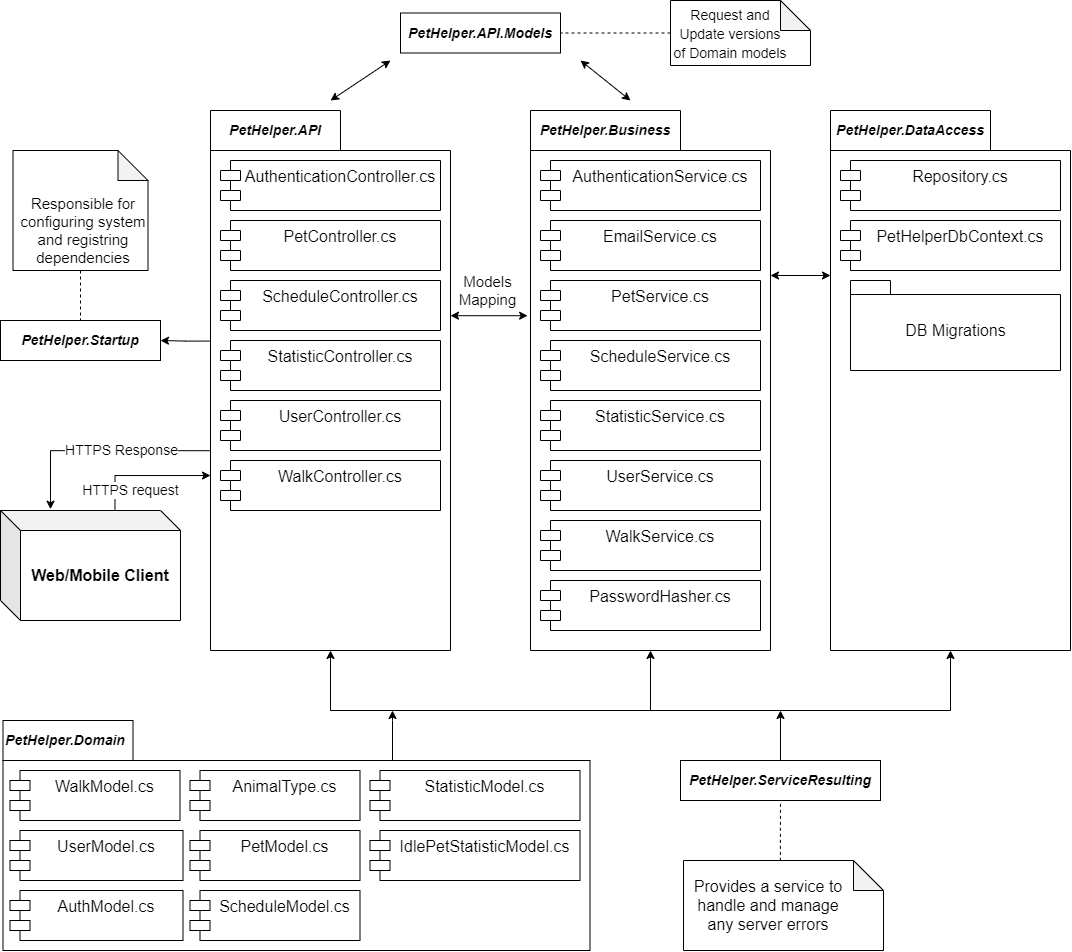 PetHelper.API.Models
Request and
Update versions
of Domain models
PetHelper.API
PetHelper.Business
PetHelper.DataAccess
Responsible for
configuring system
and registring
dependencies
PetHelper.Startup
AuthenticationController.cs
PetController.cs
ScheduleController.cs
StatisticController.cs
UserController.cs
WalkController.cs
Models
Mapping
AuthenticationService.cs
EmailService.cs
PetService.cs
ScheduleService.cs
StatisticService.cs
UserService.cs
WalkService.cs
PasswordHasher.cs
Repository.cs
PetHelperDbContext.cs
DB Migrations
HTTPS Response
HTTPS request
Web/Mobile Client
PetHelper.Domain
WalkModel.cs
AnimalType.cs
StatisticModel.cs
UserModel.cs
PetModel.cs
IdlePetStatisticModel.cs
AuthModel.cs
ScheduleModel.cs
PetHelper.ServiceResulting
Provides a service to
handle and manage
any server errors